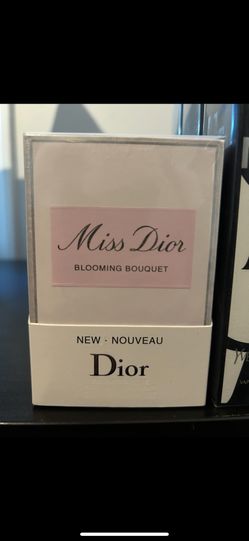 Miss Dior
BLOOMING BOUQUET
NEW · NOUVEAU
Dior